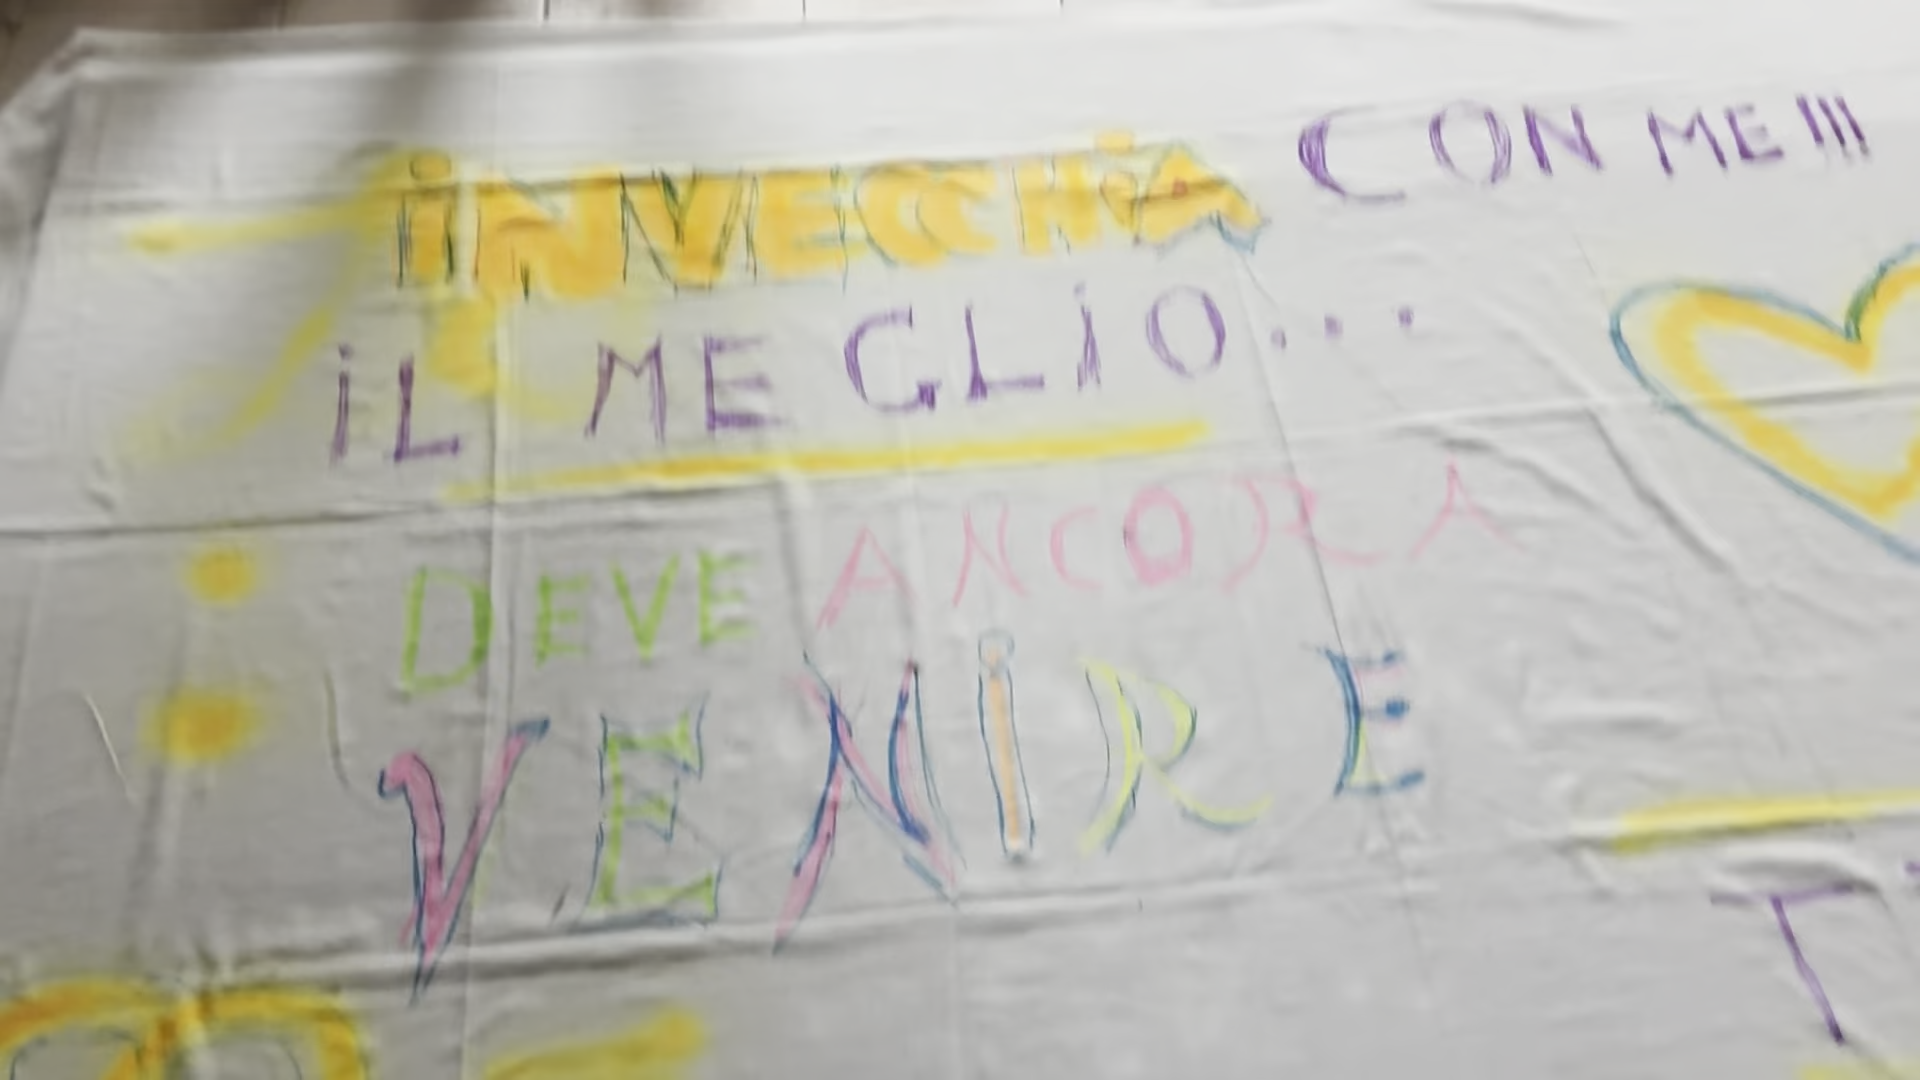 iNVECCHiA CON ME!!!
iL MEGLiO...
DEVE ANCORA
VENiRE